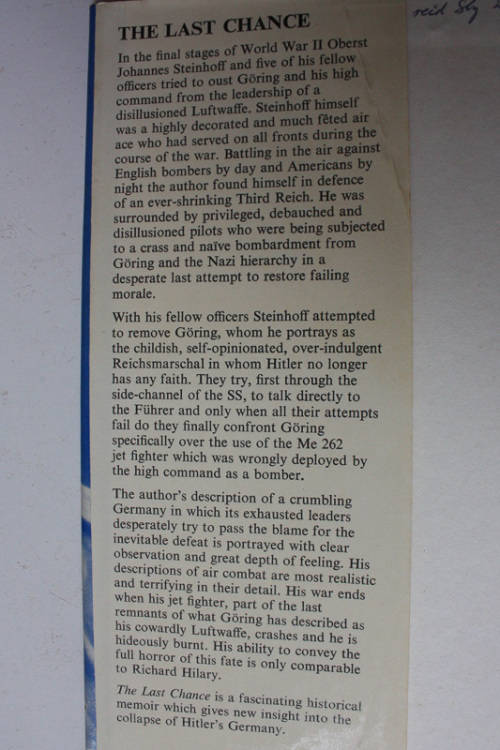 THE LAST CHANCE
In the final stages of World War II Oberst
Johannes Steinhoff and five of his fellow
officers tried to oust Göring and his high
command from the leadership of a
disillusioned Luftwaffe. Steinhoff himself
was a highly decorated and much fêted air
ace who had served on all fronts during the
course of the war. Battling in the air against
English bombers by day and Americans by
night the author found himself in defence
of an ever-shrinking Third Reich. He was
surrounded by privileged, debauched and
disillusioned pilots who were being subjected
to a crass and naïve bombardment from
Göring and the Nazi hierarchy in a
desperate last attempt to restore failing
morale.
With his fellow officers Steinhoff attempted
to remove Göring, whom he portrays as
the childish, self-opinionated, over-indulgent
Reichsmarschal in whom Hitler no longer
has any faith. They try, first through the
side-channel of the SS, to talk directly to
the Führer and only when all their attempts
fail do they finally confront Göring
specifically over the use of the Me 262
jet fighter which was wrongly deployed by
the high command as a bomber.
The author's description of a crumbling
Germany in which its exhausted leaders
desperately try to pass the blame for the
inevitable defeat is portrayed with clear
observation and great depth of feeling. His
descriptions of air combat are most realistic
and terrifying in their detail. His war ends
when his jet fighter, part of the last
remnants of what Göring has described as
his cowardly Luftwaffe, crashes and he is
hideously burnt. His ability to convey the
full horror of this fate is only comparable
to Richard Hilary.
The Last Chance is a fascinating historical
memoir which gives new insight into the
collapse of Hitler's Germany.